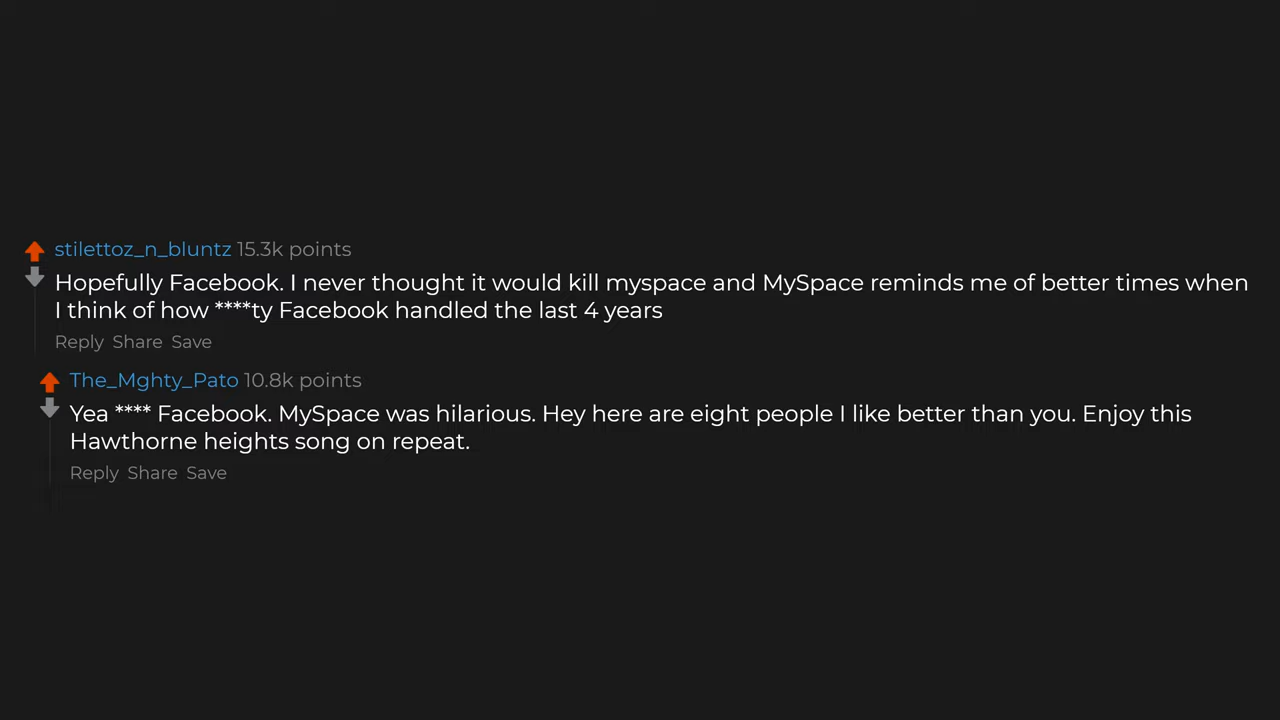 stilettoz_n_bluntz 15.3k points
Hopefully Facebook. I never thought it would kill myspace and MySpace reminds me of better times when
I think of how ****ty Facebook handled the last 4 years
Reply Share Save
The_Mghty_Pato 10.8k points
Yea **** Facebook. MySpace was hilarious. Hey here are eight people I like better than you. Enjoy this
Hawthorne heights song on repeat.
Reply Share Save